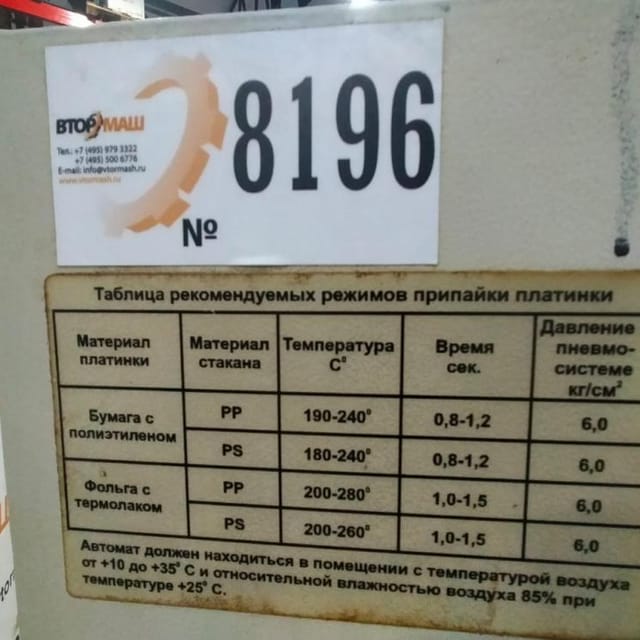 ВТОРМАШ
Тел.: +7 (495) 979 3322
+7 (495) 500 6776
E-mail: info@vtormash.ru
www.vtormash.ru
№ 8196
Таблица рекомендуемых режимов припайки платинки
Материал платинки | Материал стакана | Температура С° | Время сек. | Давление пневмо-системе кг/см²
Бумага с полиэтиленом | PP | 190-240° | 0,8-1,2 | 6,0
PS | 180-240° | 0,8-1,2 | 6,0
Фольга с термолаком | PP | 200-280° | 1,0-1,5 | 6,0
PS | 200-260° | 1,0-1,5 | 6,0
Автомат должен находиться в помещении с температурой воздуха
от +10 до +35° С и относительной влажностью воздуха 85% при
температуре +25° С.